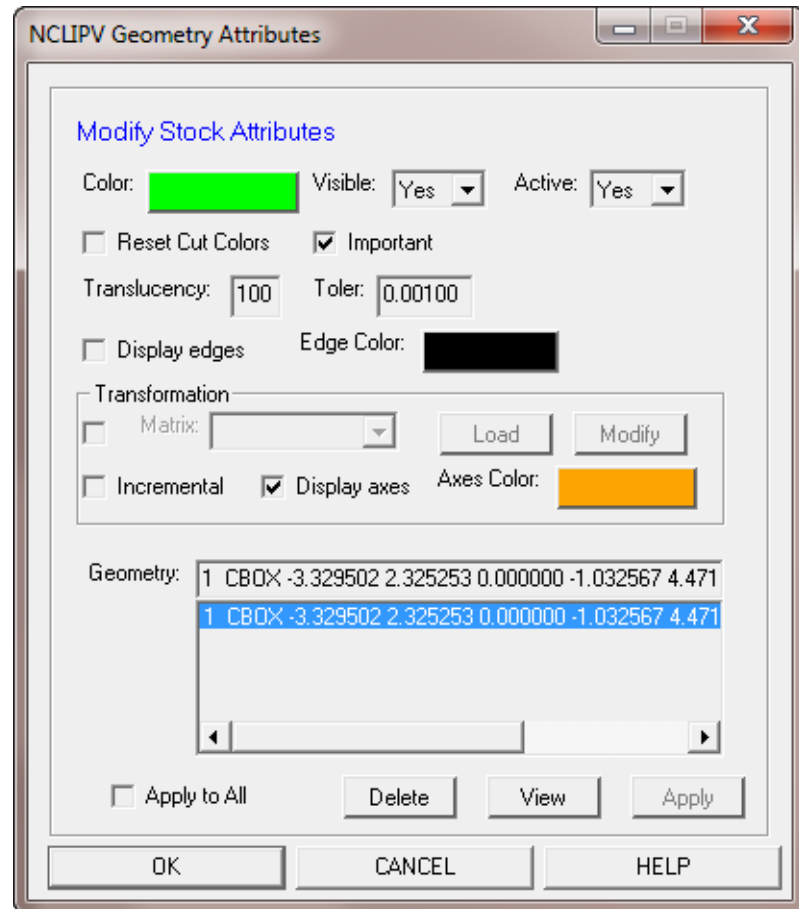 NCLIPV Geometry Attributes
Modify Stock Attributes
Color: Visible: Yes Active: Yes
Reset Cut Colors Important
Translucency: 100 Toler: 0.00100
Display edges Edge Color:
Transformation
Matrix: Load Modify
Incremental Display axes Axes Color:
Geometry: 1 CBOX -3.329502 2.325253 0.000000 -1.032567 4.471
1 CBOX -3.329502 2.325253 0.000000 -1.032567 4.471
Apply to All Delete View Apply
OK CANCEL HELP